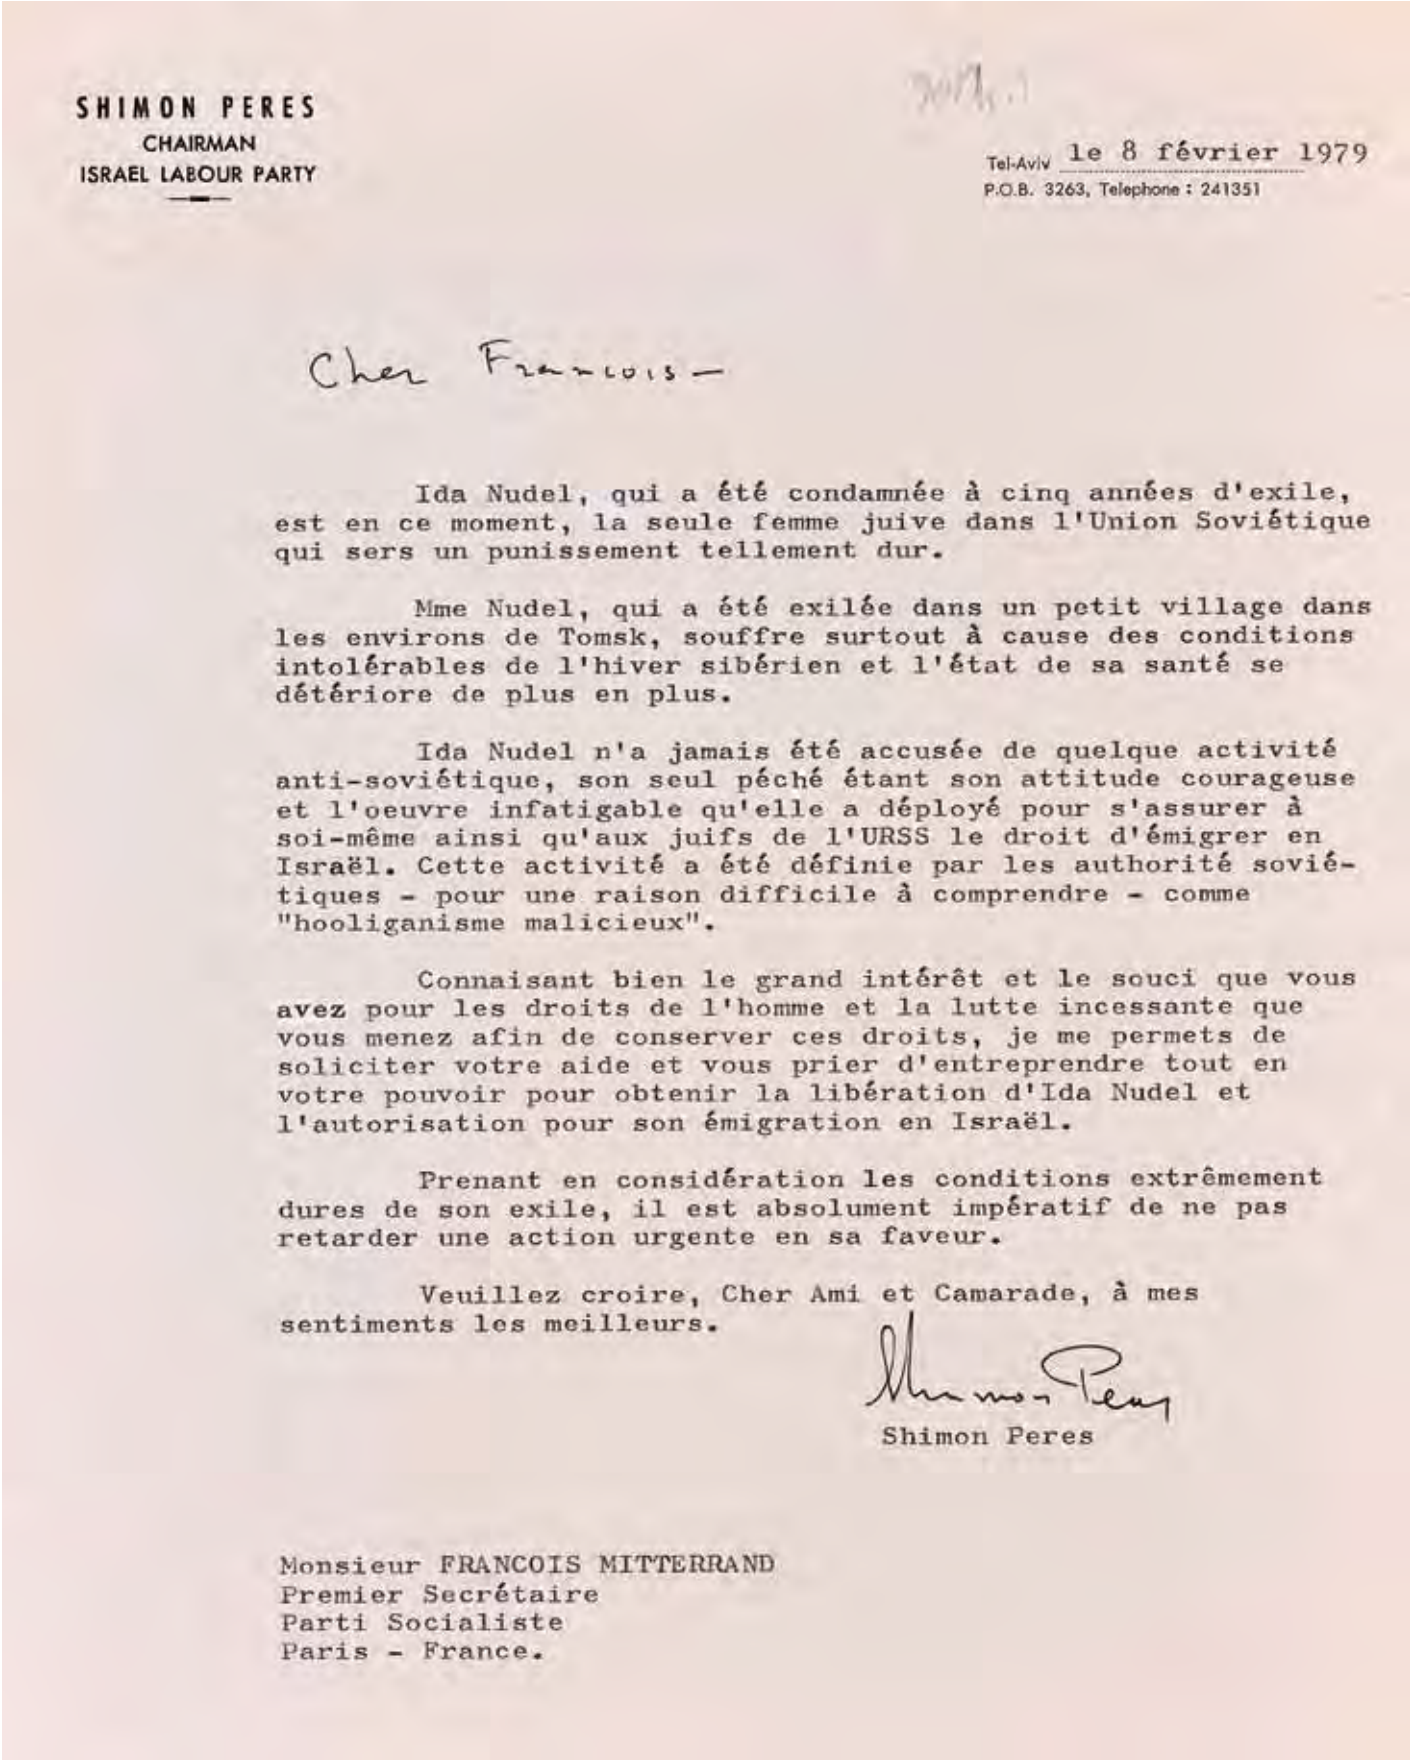 SHIMON PERES
CHAIRMAN
ISRAEL LABOUR PARTY
Tel-Aviv le 8 février 1979
P.O.B. 3263, Telephone : 241351
Cher Francois —
Ida Nudel, qui a été condamnée à cinq années d'exile,
est en ce moment, la seule femme juive dans l'Union Soviétique
qui sers un punissement tellement dur.
Mme Nudel, qui a été exilée dans un petit village dans
les environs de Tomsk, souffre surtout à cause des conditions
intolérables de l'hiver sibérien et l'état de sa santé se
détériore de plus en plus.
Ida Nudel n'a jamais été accusée de quelque activité
anti-soviétique, son seul péché étant son attitude courageuse
et l'oeuvre infatigable qu'elle a déployé pour s'assurer à
soi-même ainsi qu'aux juifs de l'URSS le droit d'émigrer en
Israël. Cette activité a été définie par les authorité sovié-
tiques - pour une raison difficile à comprendre - comme
"hooliganisme malicieux".
Connaisant bien le grand intérêt et le souci que vous
avez pour les droits de l'homme et la lutte incessante que
vous menez afin de conserver ces droits, je me permets de
soliciter votre aide et vous prier d'entreprendre tout en
votre pouvoir pour obtenir la libération d'Ida Nudel et
l'autorisation pour son émigration en Israël.
Prenant en considération les conditions extrêmement
dures de son exile, il est absolument impératif de ne pas
retarder une action urgente en sa faveur.
Veuillez croire, Cher Ami et Camarade, à mes
sentiments les meilleurs.
Shimon Peres
Shimon Peres
Monsieur FRANCOIS MITTERRAND
Premier Secrétaire
Parti Socialiste
Paris - France.